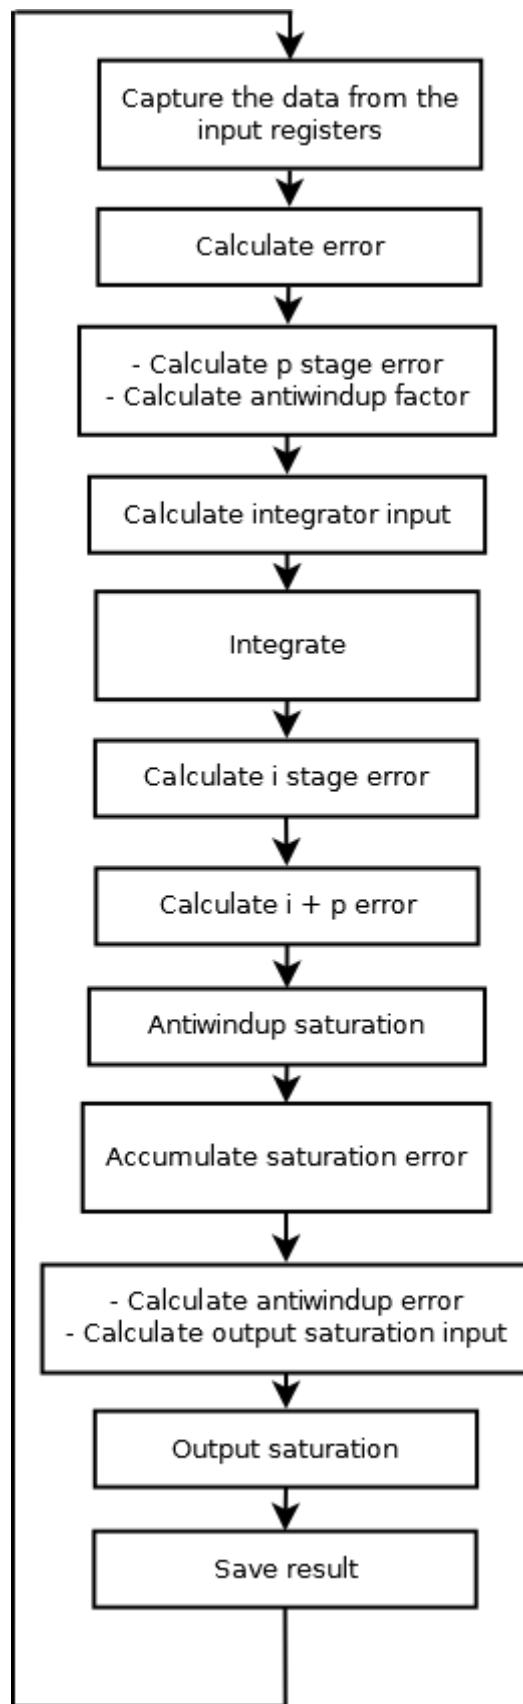 Capture the data from the
input registers
Calculate error
- Calculate p stage error
- Calculate antiwindup factor
Calculate integrator input
Integrate
Calculate i stage error
Calculate i + p error
Antiwindup saturation
Accumulate saturation error
- Calculate antiwindup error
- Calculate output saturation input
Output saturation
Save result